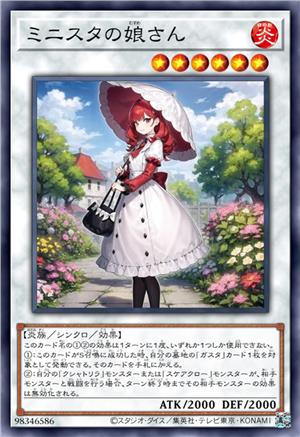 ミニスタの娘さん
むすめ
炎
ほのお
【炎族／シンクロ／効果】
このカード名の①②の効果は1ターンに1度、いずれか1つしか使用できない。
①:このカードがS召喚に成功した時、自分の墓地の「ガスタ」カード1枚を対
象として発動できる。そのカードを手札に加える。
②:自分の「クシャトリラ」モンスターまたは「スケアクロー」モンスターが、相手
モンスターと戦闘を行う場合、ターン終了時までその相手モンスターの効果
は無効化される。
ATK/2000 DEF/2000
98346586
©スタジオ・ダイス／集英社・テレビ東京・KONAMI